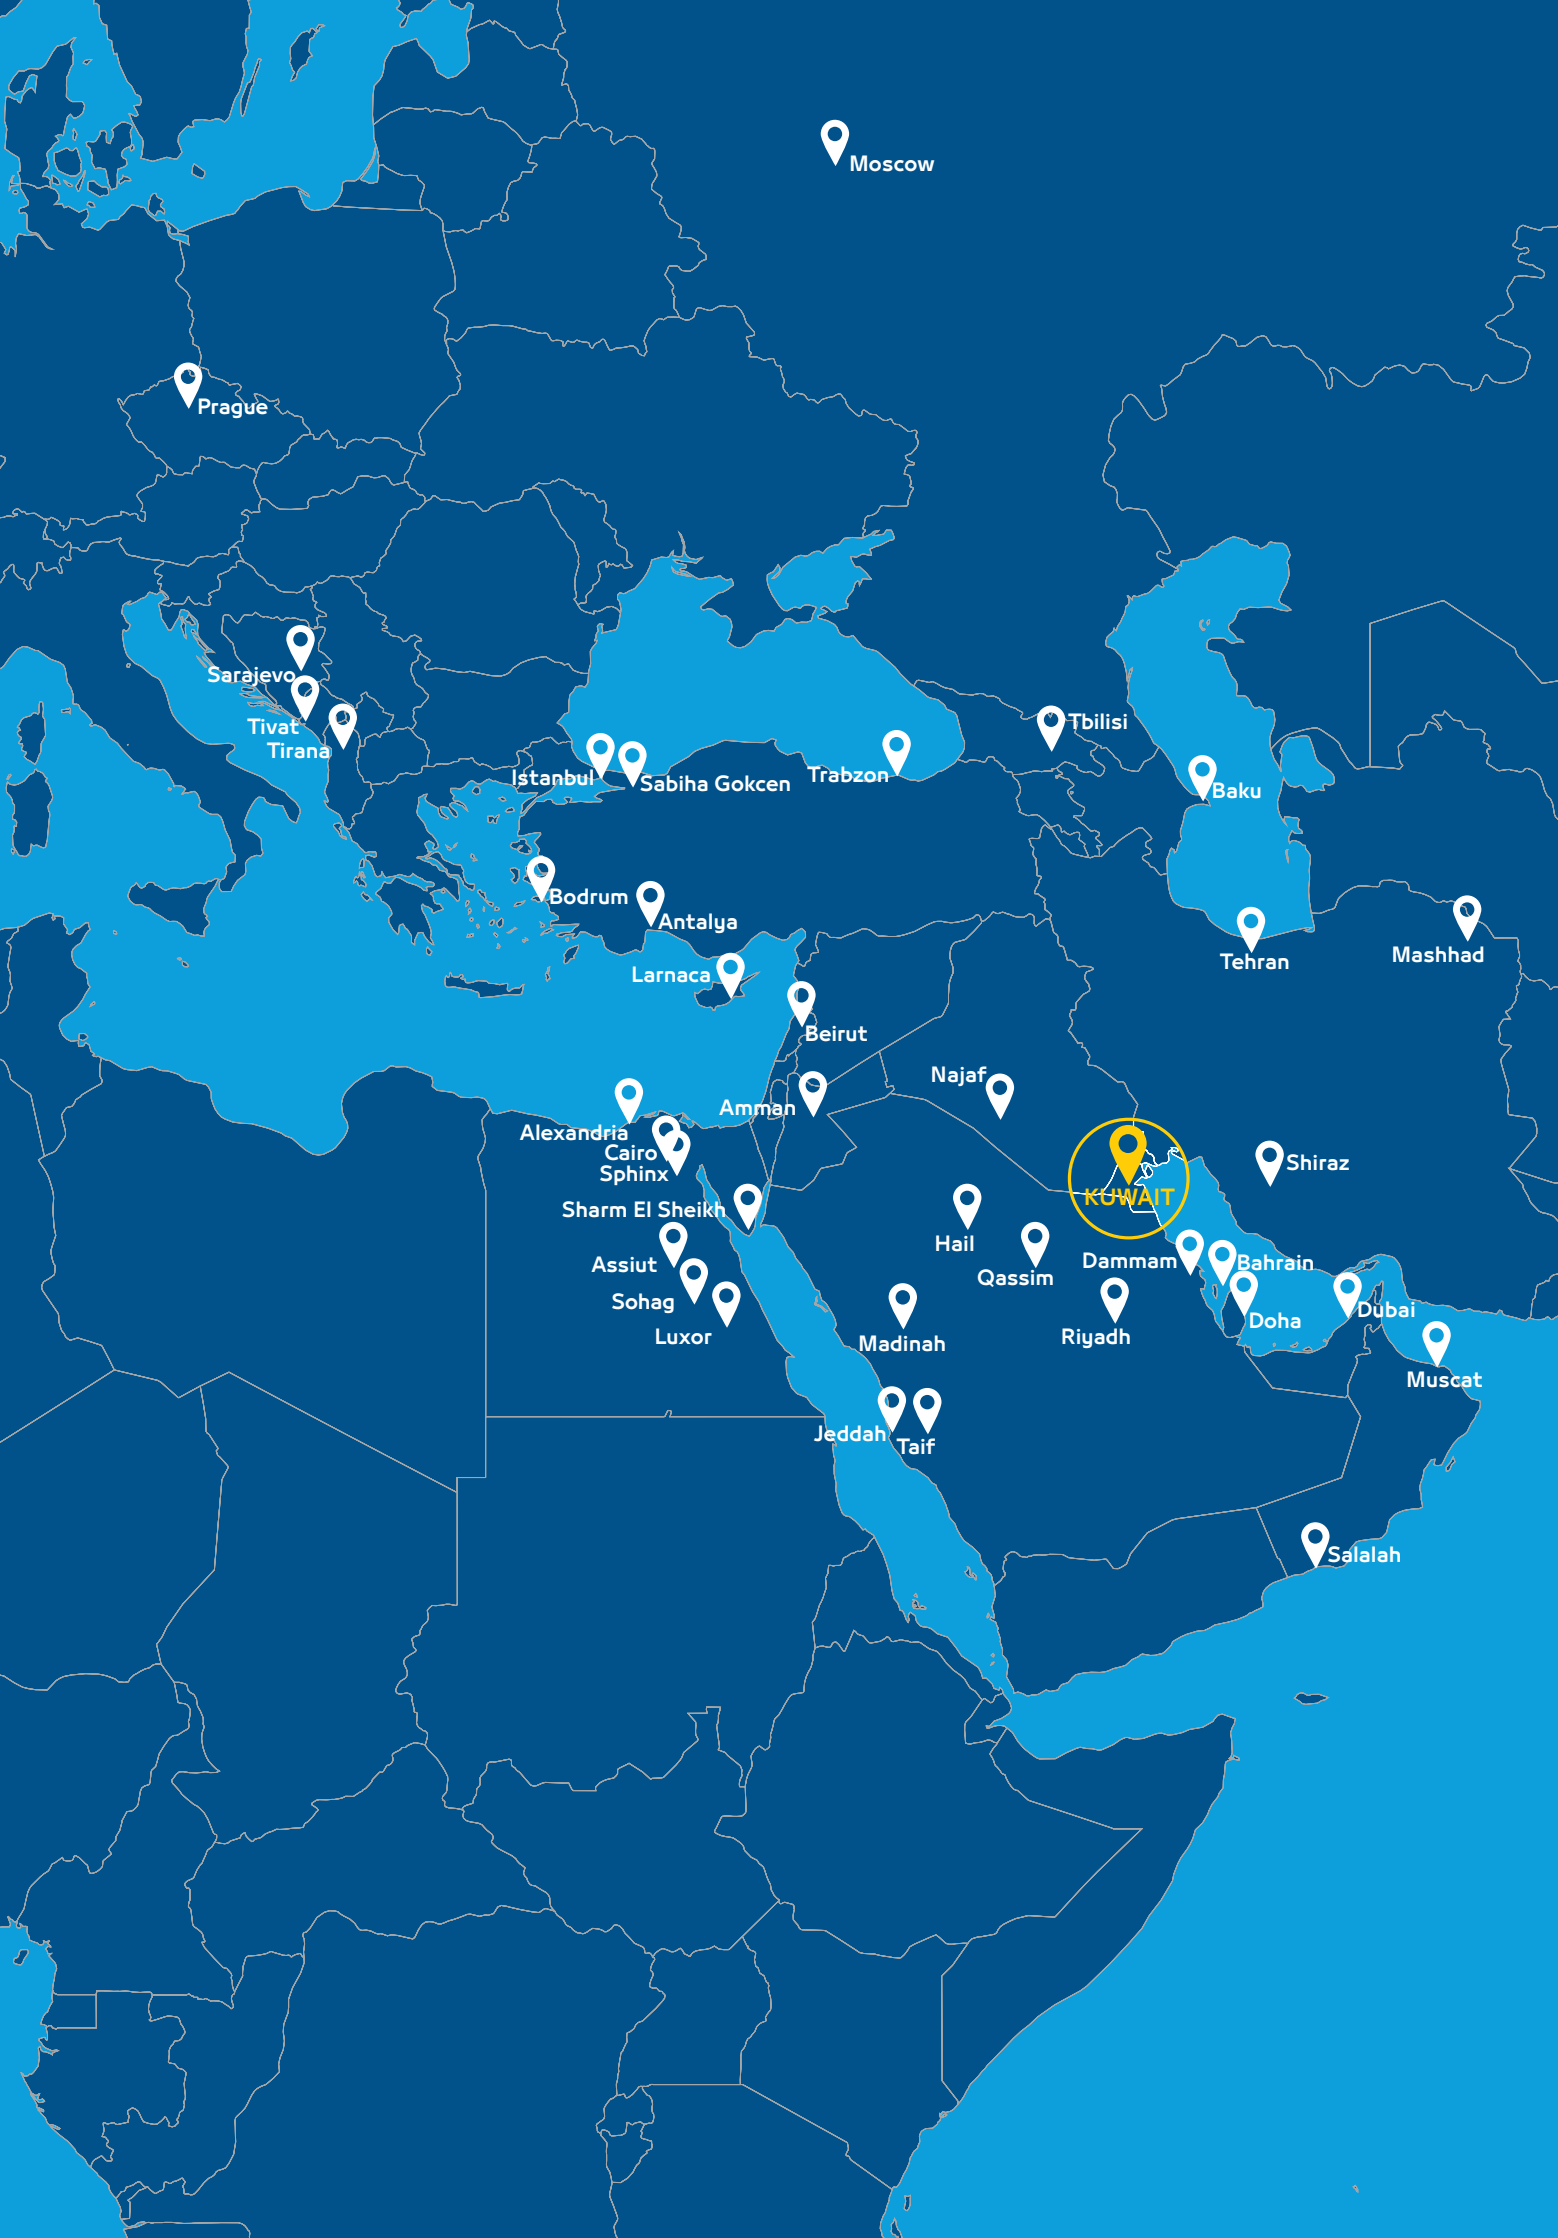 Moscow
Prague
Sarajevo
Tivat
Tirana
Tbilisi
Istanbul
Sabiha Gokcen
Trabzon
Baku
Bodrum
Antalya
Tehran
Mashhad
Larnaca
Beirut
Najaf
Amman
Alexandria
Cairo
Sphinx
Shiraz
KUWAIT
Sharm El Sheikh
Hail
Qassim
Dammam
Bahrain
Assiut
Sohag
Luxor
Madinah
Riyadh
Doha
Dubai
Muscat
Jeddah
Taif
Salalah